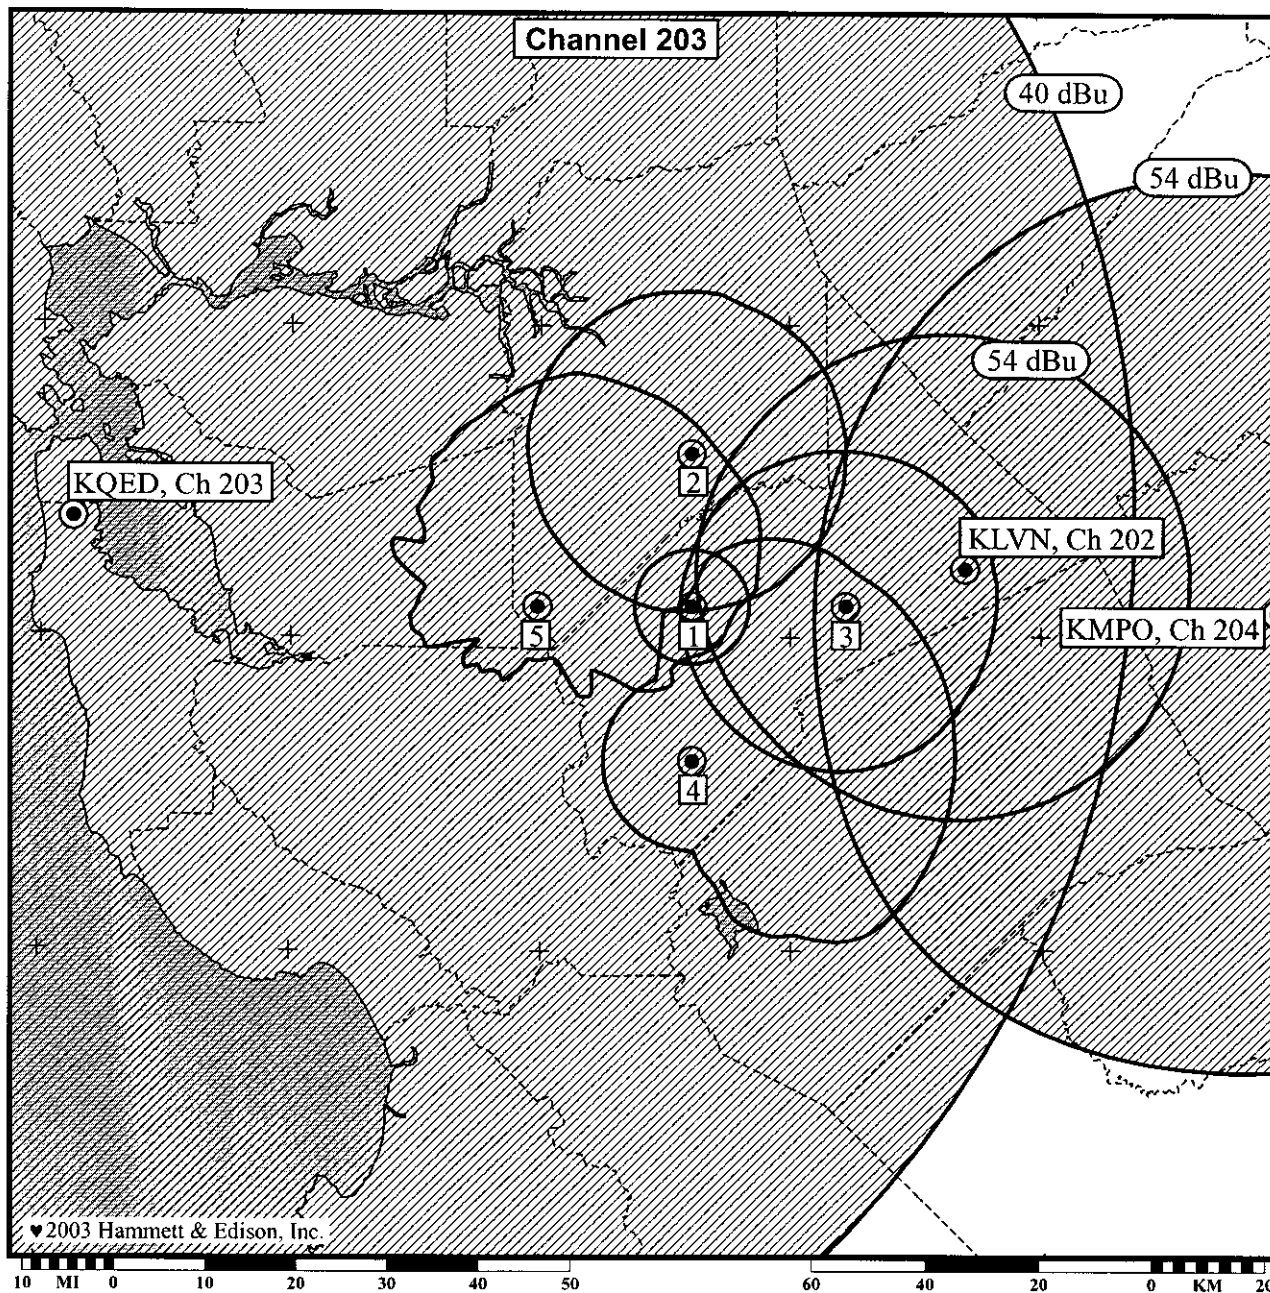 Channel 203
40 dBu
54 dBu
54 dBu
2
KQED, Ch 203
KLVN, Ch 202
5
1
3
KMPO, Ch 204
4
♥ 2003 Hammett & Edison, Inc.
10 MI 0 10 20 30 40 50 60 40 20 0 KM 20